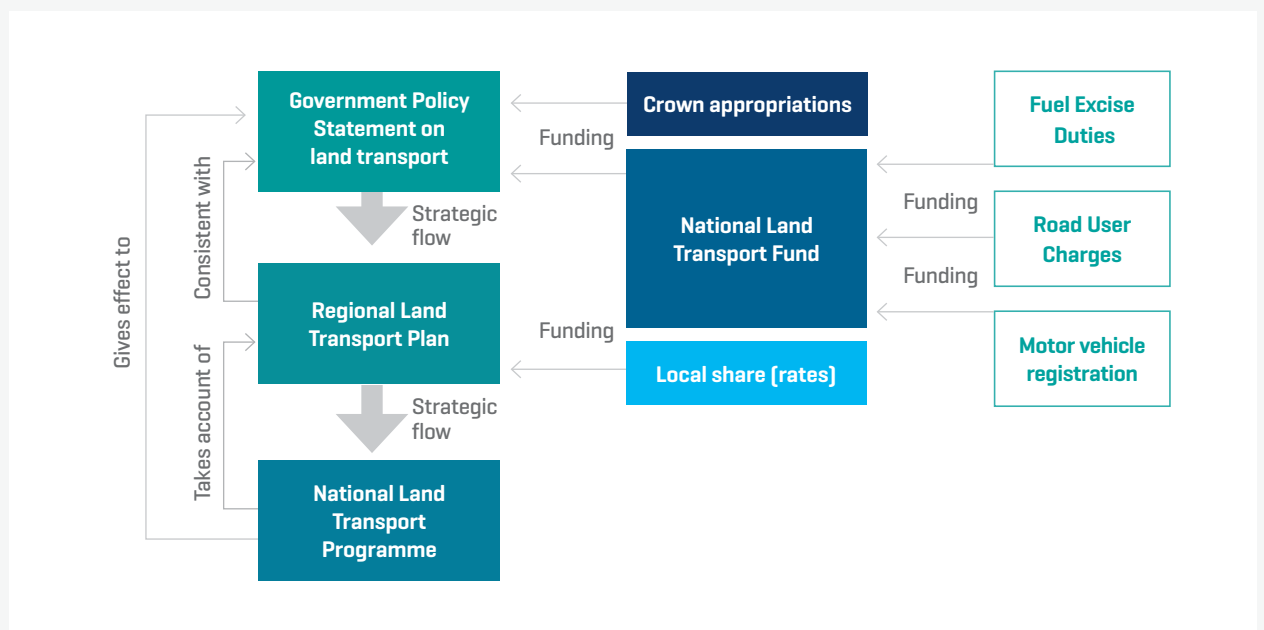 Government Policy
Statement on
land transport
Crown appropriations
Fuel Excise
Duties
Funding
Consistent with
Strategic
flow
National Land
Transport Fund
Funding
Road User
Charges
Gives effect to
Funding
Regional Land
Transport Plan
Funding
Local share (rates)
Motor vehicle
registration
Takes account of
Strategic
flow
National Land
Transport
Programme